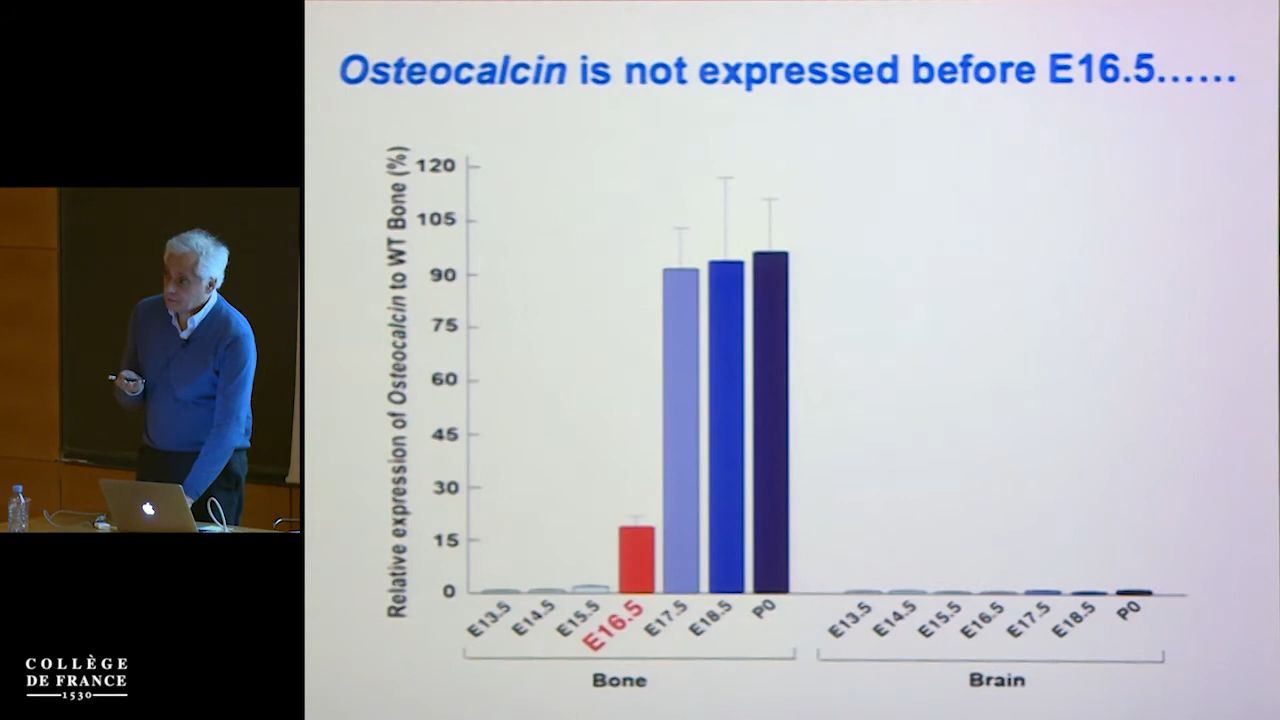 Osteocalcin is not expressed before E16.5......
Relative expression of Osteocalcin to WT Bone (%)
120
105
90
75
60
45
30
15
0
E13.5 E14.5 E15.5 E16.5 E17.5 E18.5 P0
E13.5 E14.5 E15.5 E16.5 E17.5 E18.5 P0
Bone
Brain
COLLÈGE
DE FRANCE
1530